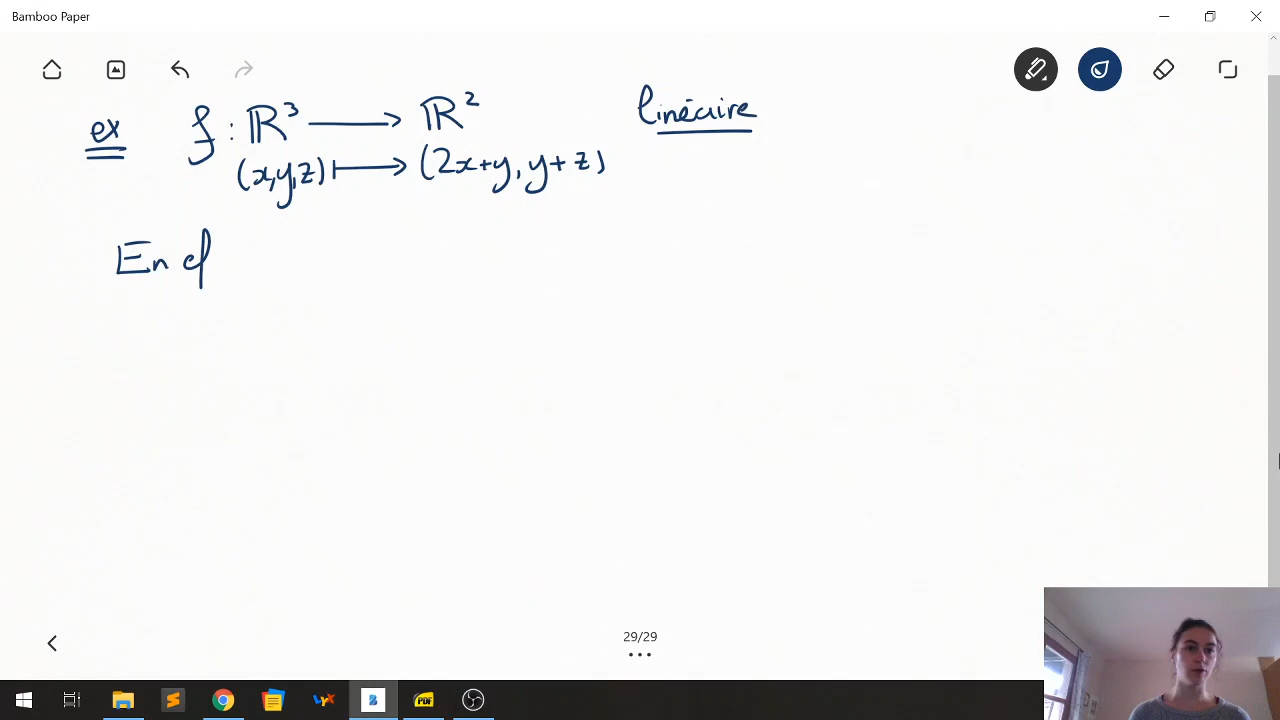 Bamboo Paper
ex f : ℝ³ ⟶ ℝ² linéaire
(x,y,z) ⟼ (2x+y, y+z)
En ef
29/29